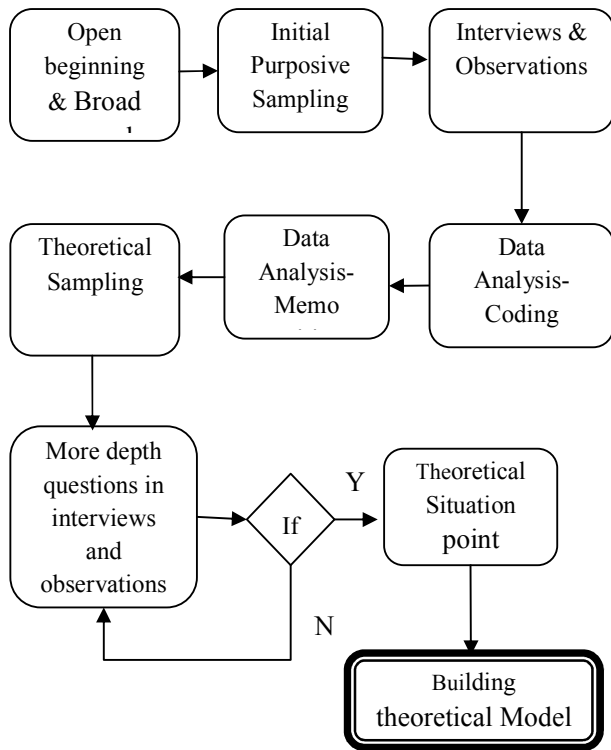 Open
beginning
& Broad
Initial
Purposive
Sampling
Interviews &
Observations
Theoretical
Sampling
Data
Analysis-
Memo
Data
Analysis-
Coding
More depth
questions in
interviews
and
observations
If
Y
N
Theoretical
Situation
point
Building
theoretical Model